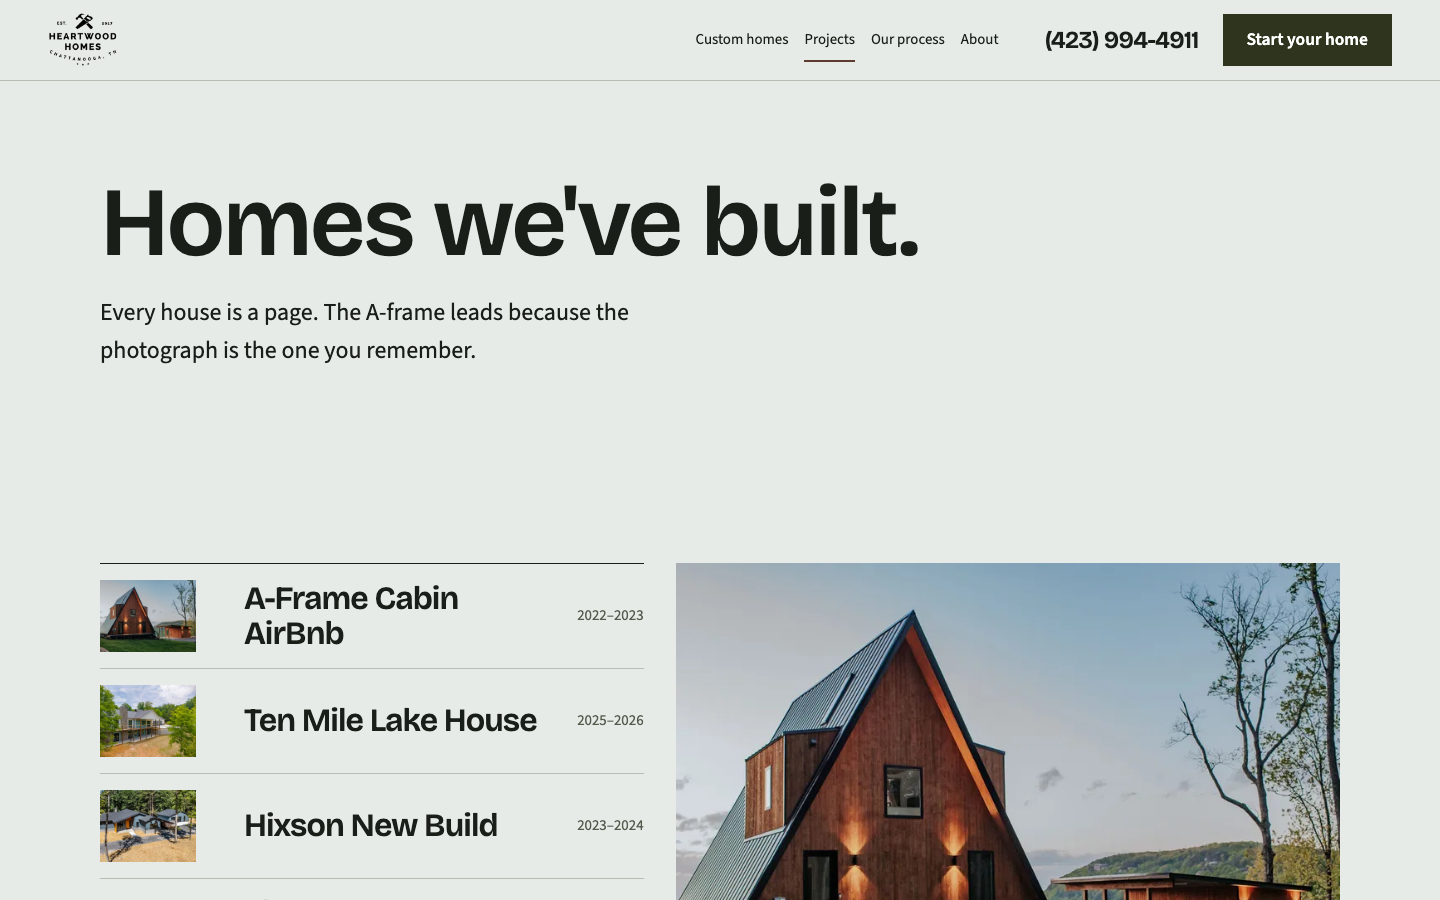 EST. 2017
HEARTWOOD
HOMES
CHATTANOOGA, TN
Custom homes
Projects
Our process
About
(423) 994-4911
Start your home
Homes we've built.
Every house is a page. The A-frame leads because the
photograph is the one you remember.
A-Frame Cabin
AirBnb
2022–2023
Ten Mile Lake House
2025–2026
Hixson New Build
2023–2024